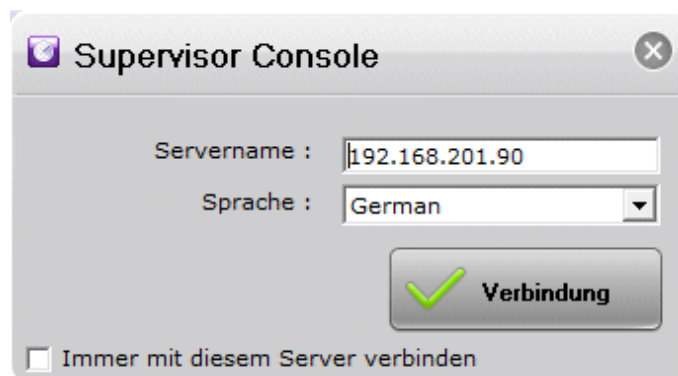 Supervisor Console
Servername : 192.168.201.90
Sprache : German
Verbindung
Immer mit diesem Server verbinden